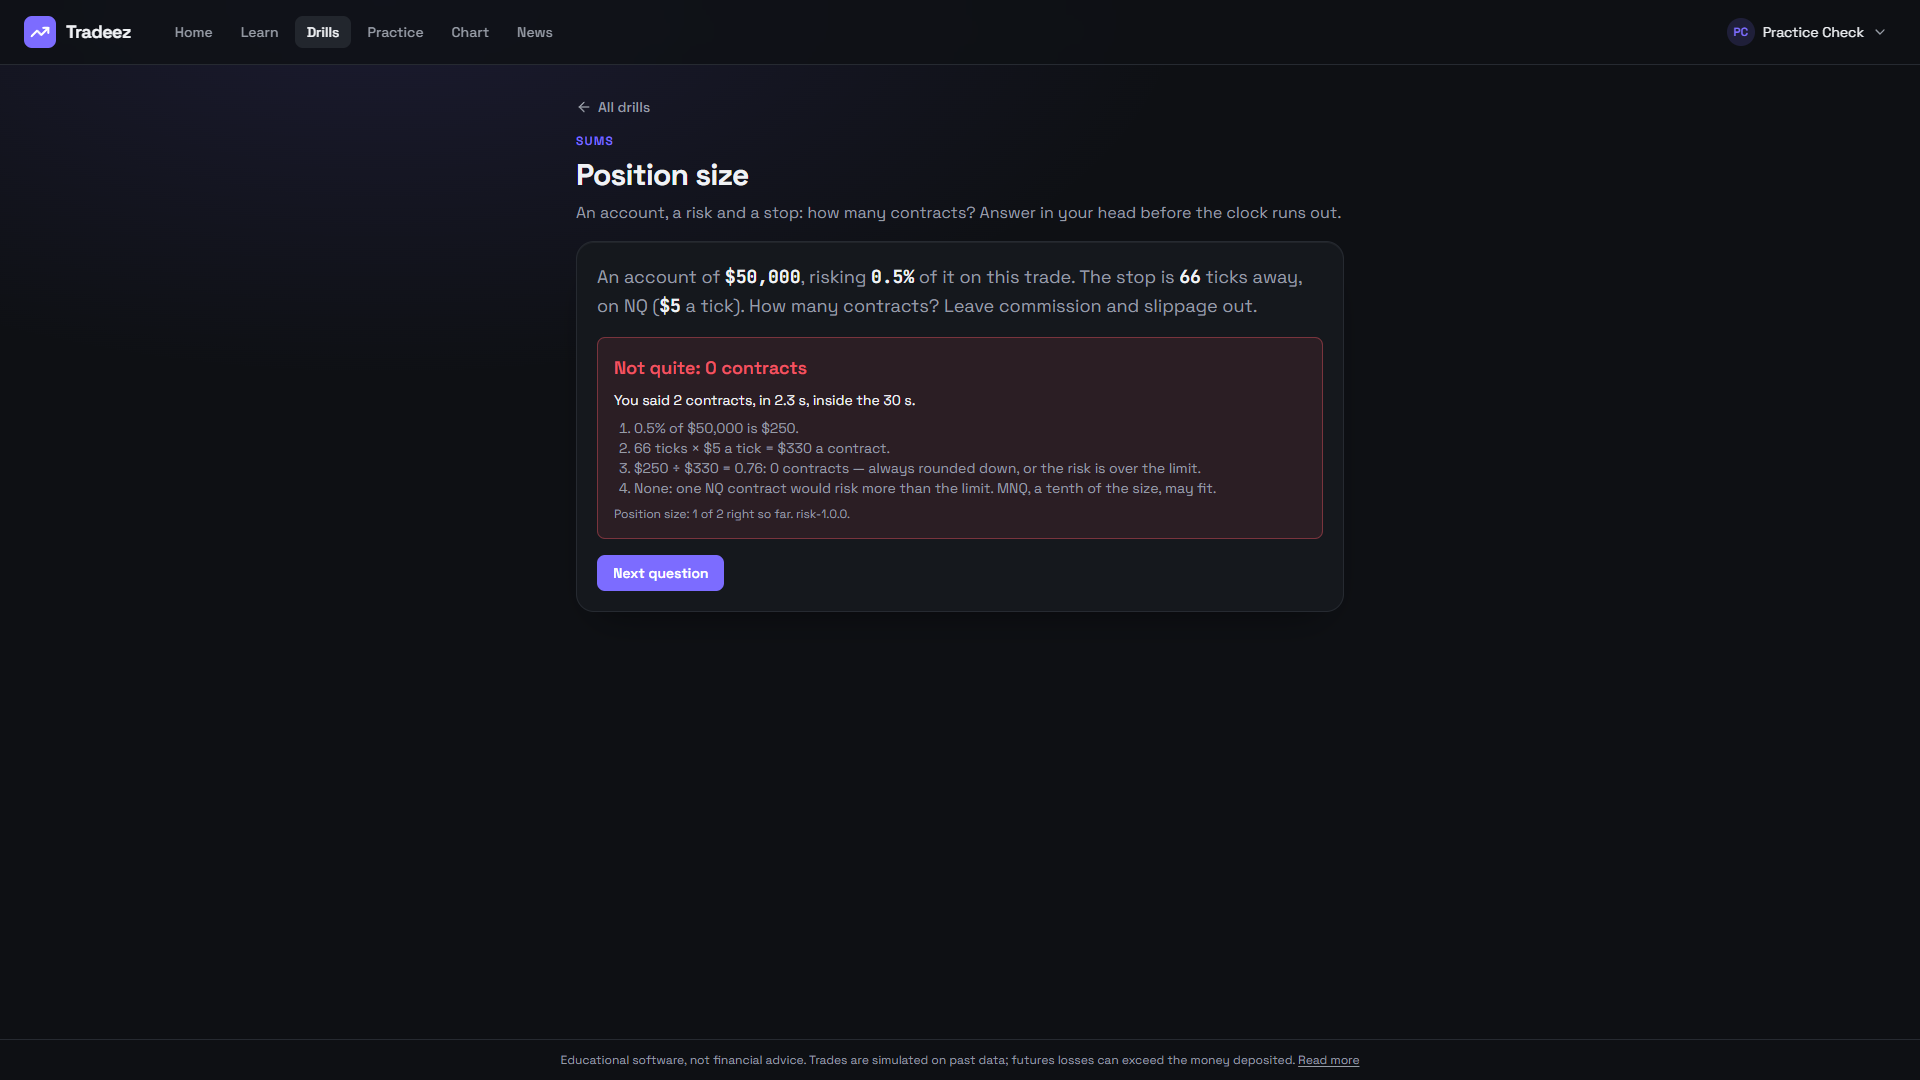 Tradeez
Home
Learn
Drills
Practice
Chart
News
PC
Practice Check
All drills
SUMS
Position size
An account, a risk and a stop: how many contracts? Answer in your head before the clock runs out.
An account of $50,000, risking 0.5% of it on this trade. The stop is 66 ticks away,
on NQ ($5 a tick). How many contracts? Leave commission and slippage out.
Not quite: 0 contracts
You said 2 contracts, in 2.3 s, inside the 30 s.
1. 0.5% of $50,000 is $250.
2. 66 ticks × $5 a tick = $330 a contract.
3. $250 ÷ $330 = 0.76: 0 contracts — always rounded down, or the risk is over the limit.
4. None: one NQ contract would risk more than the limit. MNQ, a tenth of the size, may fit.
Position size: 1 of 2 right so far. risk-1.0.0.
Next question
Educational software, not financial advice. Trades are simulated on past data; futures losses can exceed the money deposited. Read more